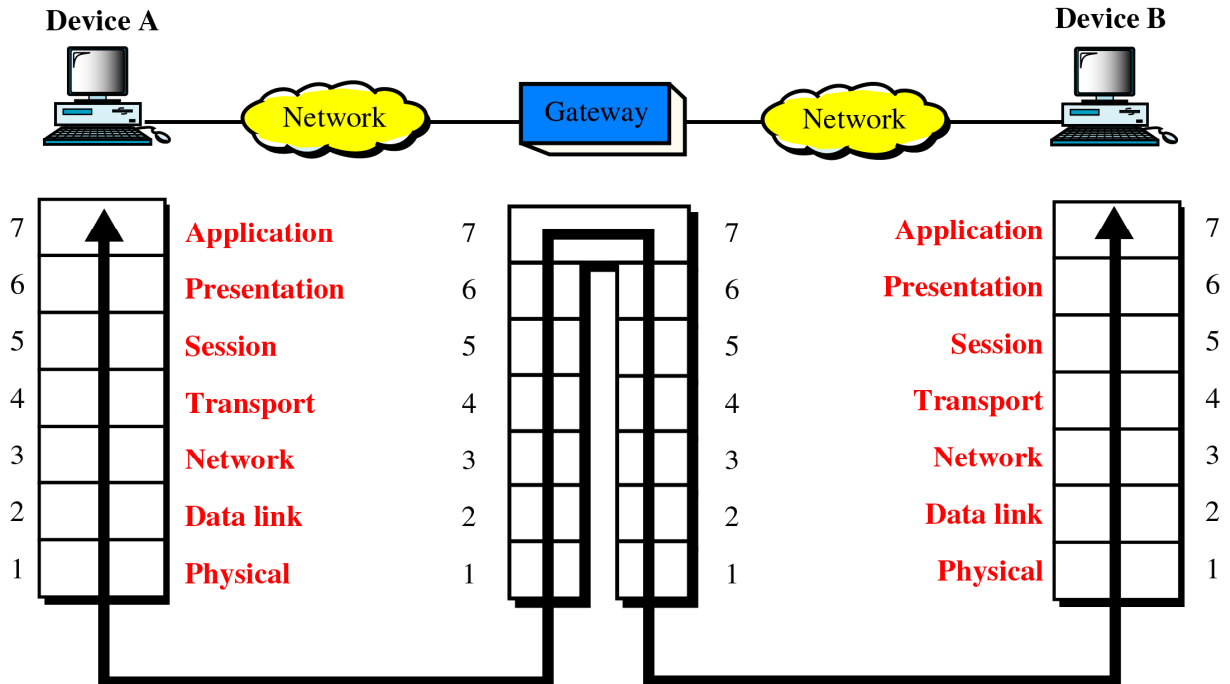 Device A
Device B
Network
Gateway
Network
7 Application 7 7 Application 7
6 Presentation 6 6 Presentation 6
5 Session 5 5 Session 5
4 Transport 4 4 Transport 4
3 Network 3 3 Network 3
2 Data link 2 2 Data link 2
1 Physical 1 1 Physical 1